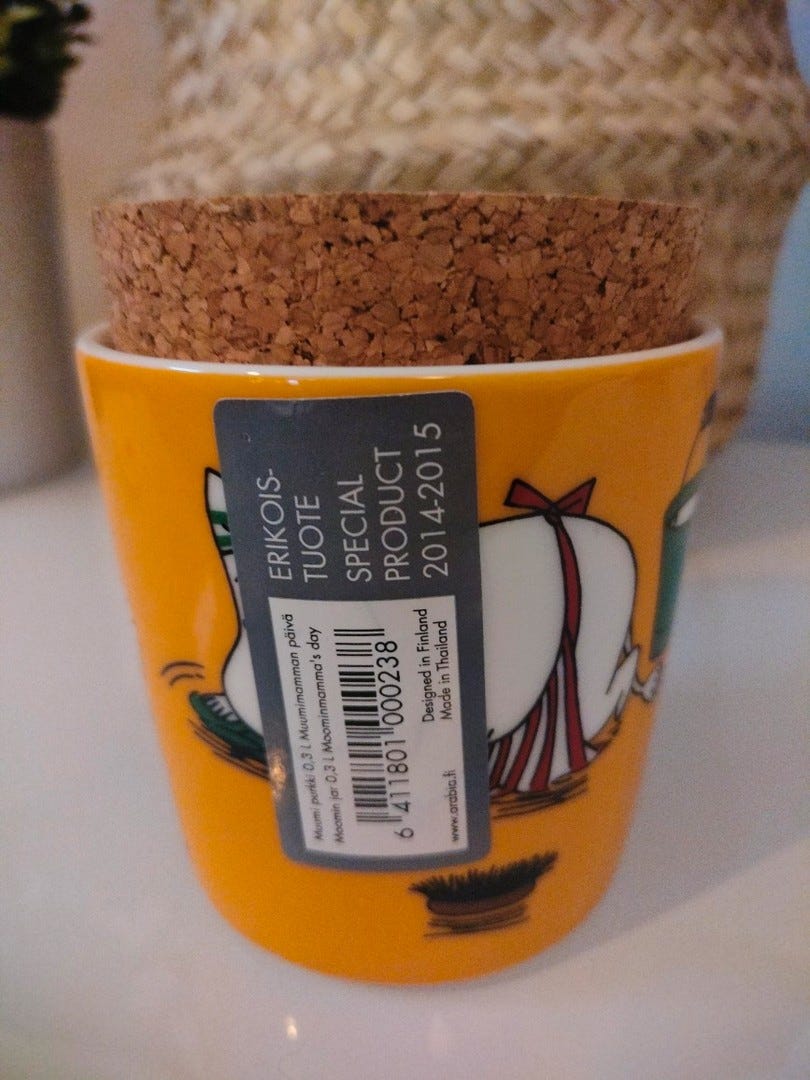 ERIKOIS-
TUOTE
SPECIAL
PRODUCT
2014-2015
Muumi purkki 0,3 L Muumimamman päivä
Moomin jar 0,3 L Moominmamma's day
6 411801 000238
Designed in Finland
Made in Thailand
www.arabia.fi